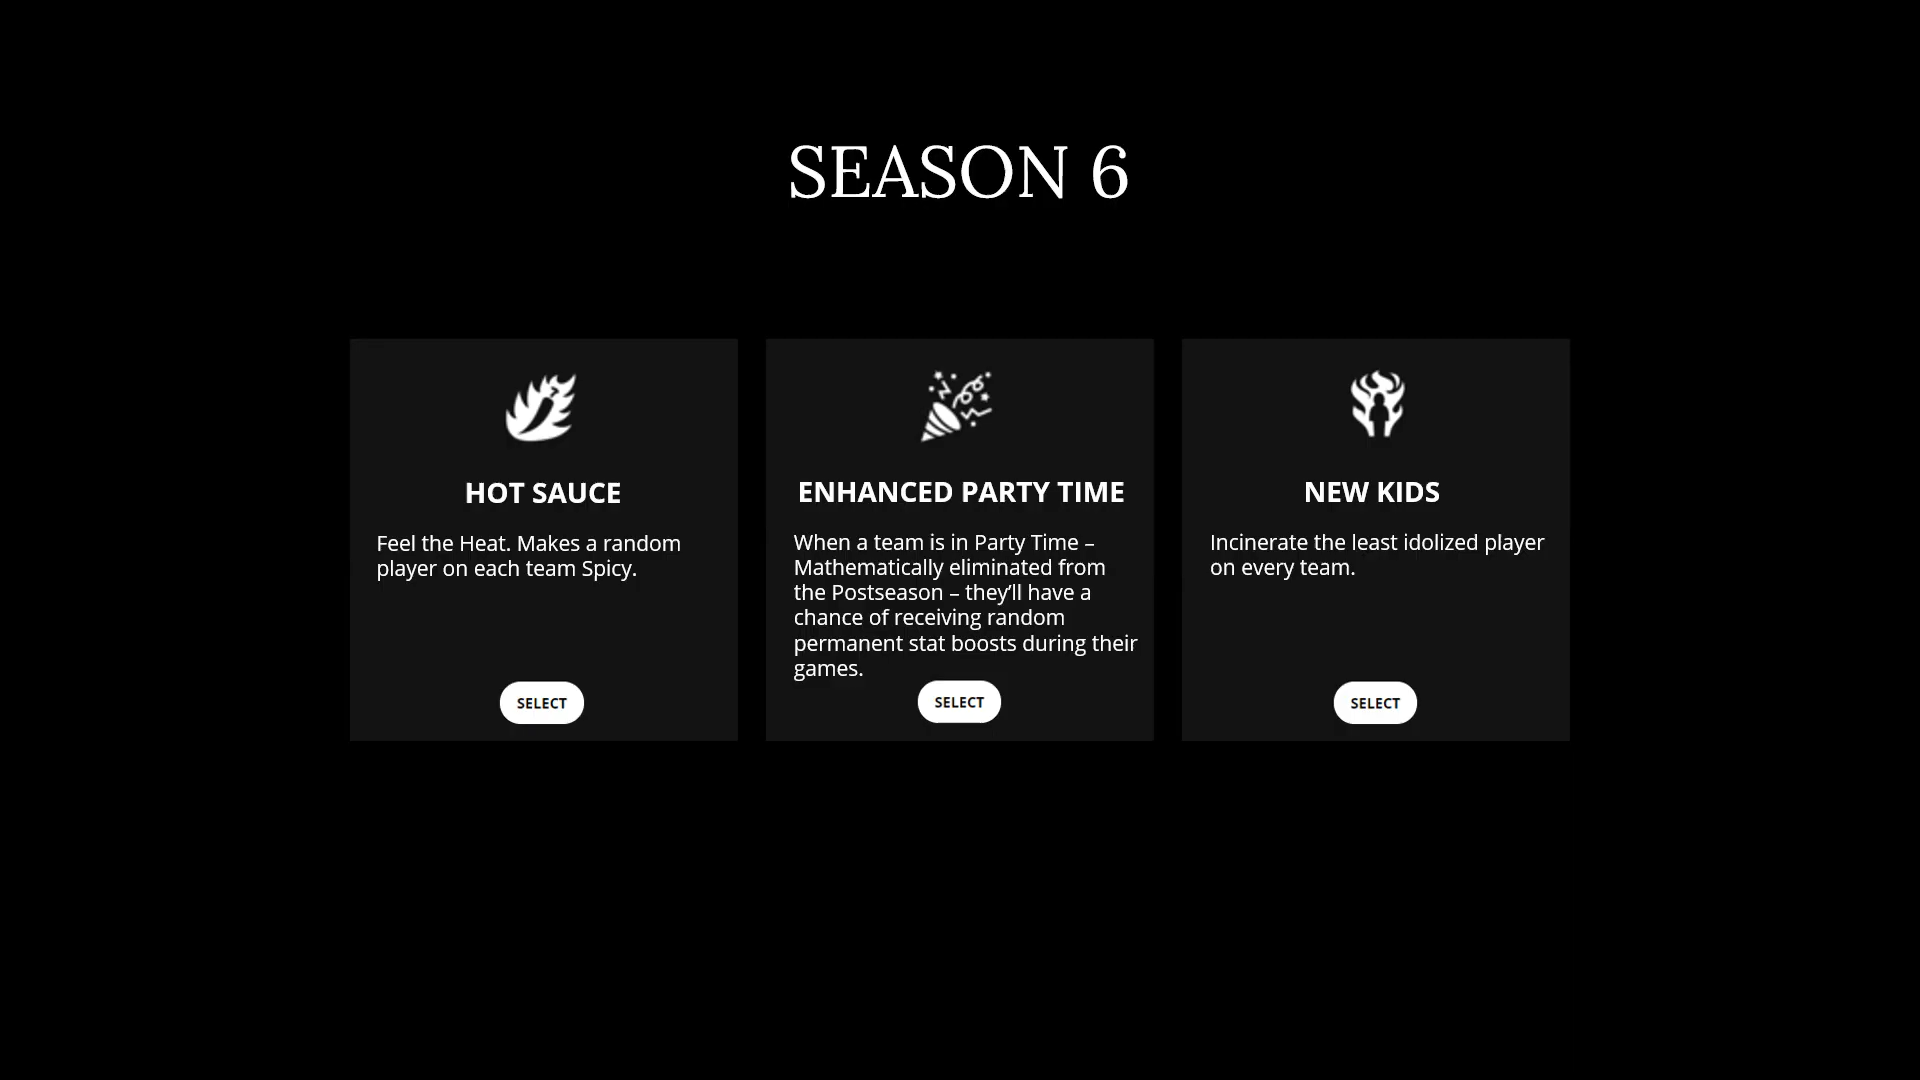 SEASON 6
HOT SAUCE
Feel the Heat. Makes a random
player on each team Spicy.
SELECT
ENHANCED PARTY TIME
When a team is in Party Time –
Mathematically eliminated from
the Postseason – they’ll have a
chance of receiving random
permanent stat boosts during their
games.
SELECT
NEW KIDS
Incinerate the least idolized player
on every team.
SELECT